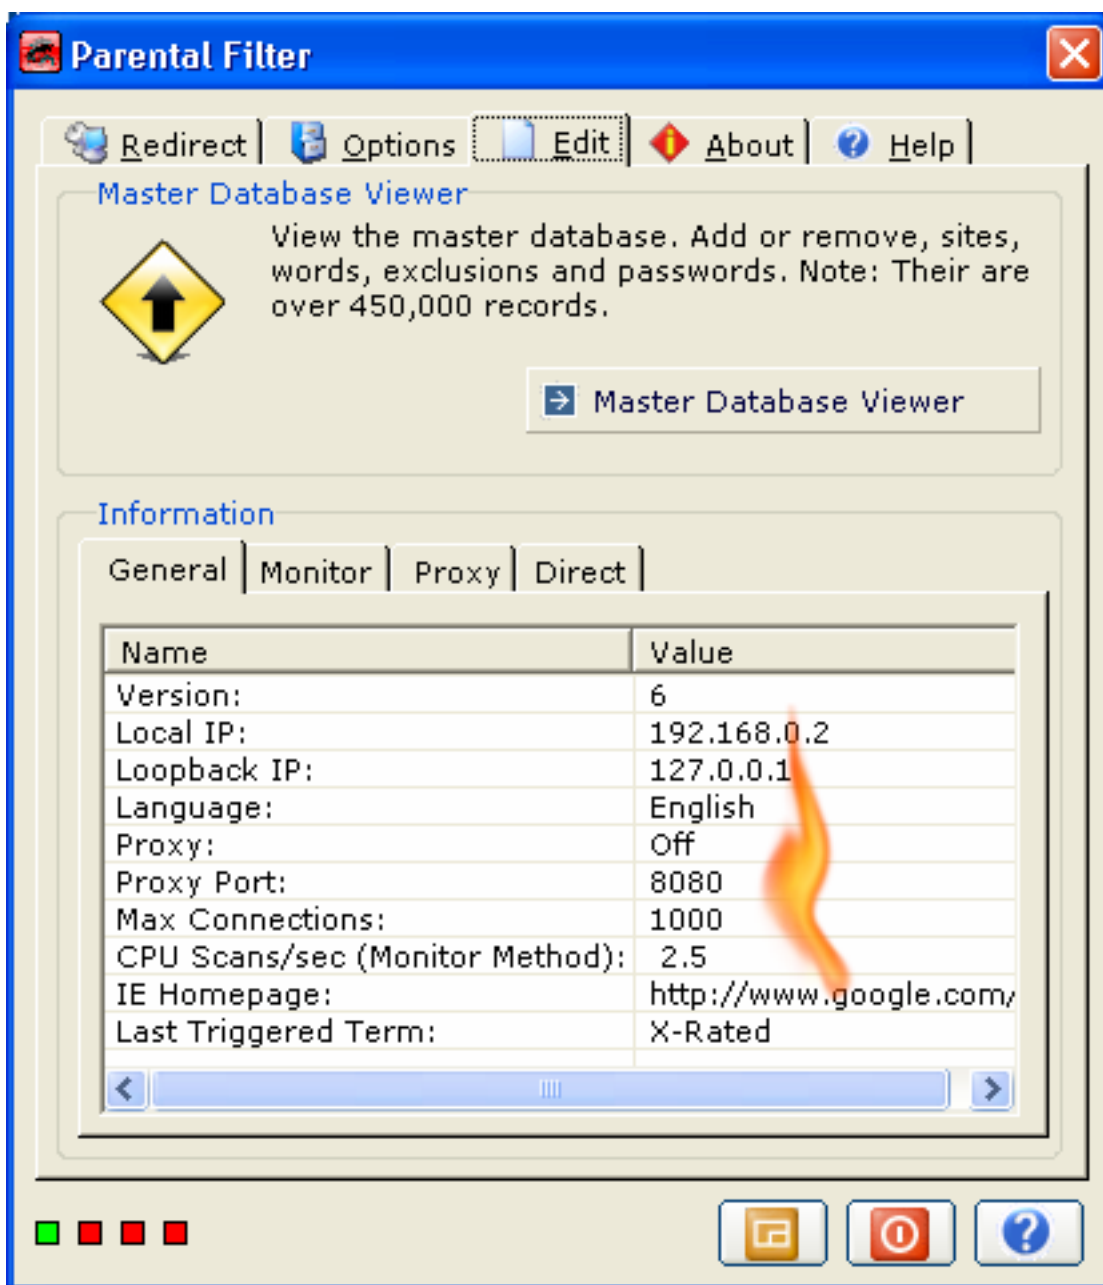 Parental Filter
Redirect Options Edit About Help
Master Database Viewer
View the master database. Add or remove, sites,
words, exclusions and passwords. Note: Their are
over 450,000 records.
Master Database Viewer
Information
General Monitor Proxy Direct
Name Value
Version: 6
Local IP: 192.168.0.2
Loopback IP: 127.0.0.1
Language: English
Proxy: Off
Proxy Port: 8080
Max Connections: 1000
CPU Scans/sec (Monitor Method): 2.5
IE Homepage: http://www.google.com/
Last Triggered Term: X-Rated